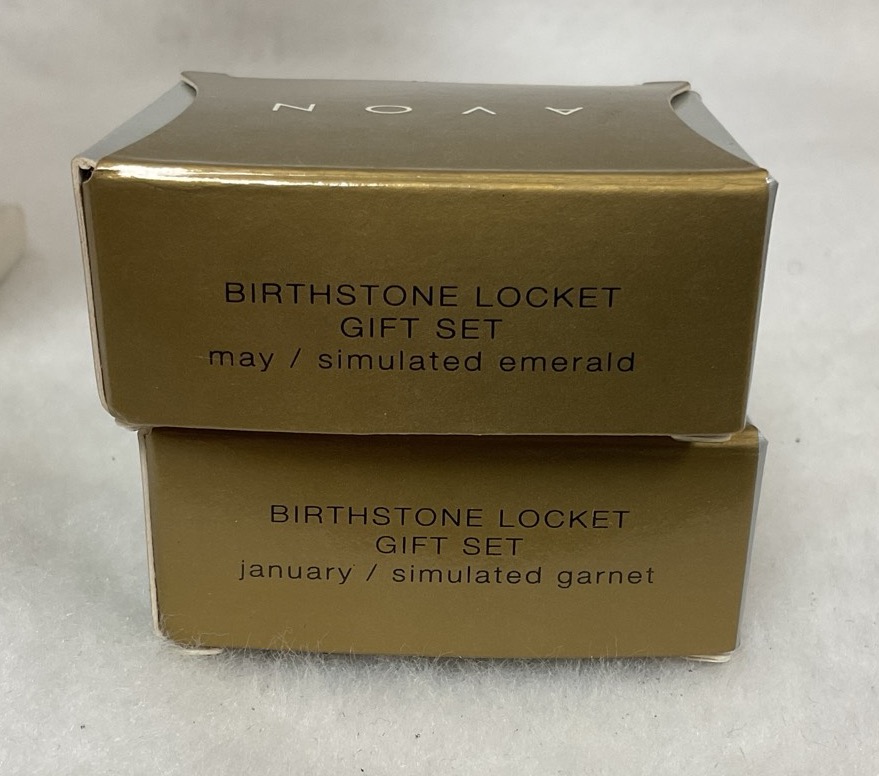 AVON
BIRTHSTONE LOCKET
GIFT SET
may / simulated emerald
BIRTHSTONE LOCKET
GIFT SET
january / simulated garnet